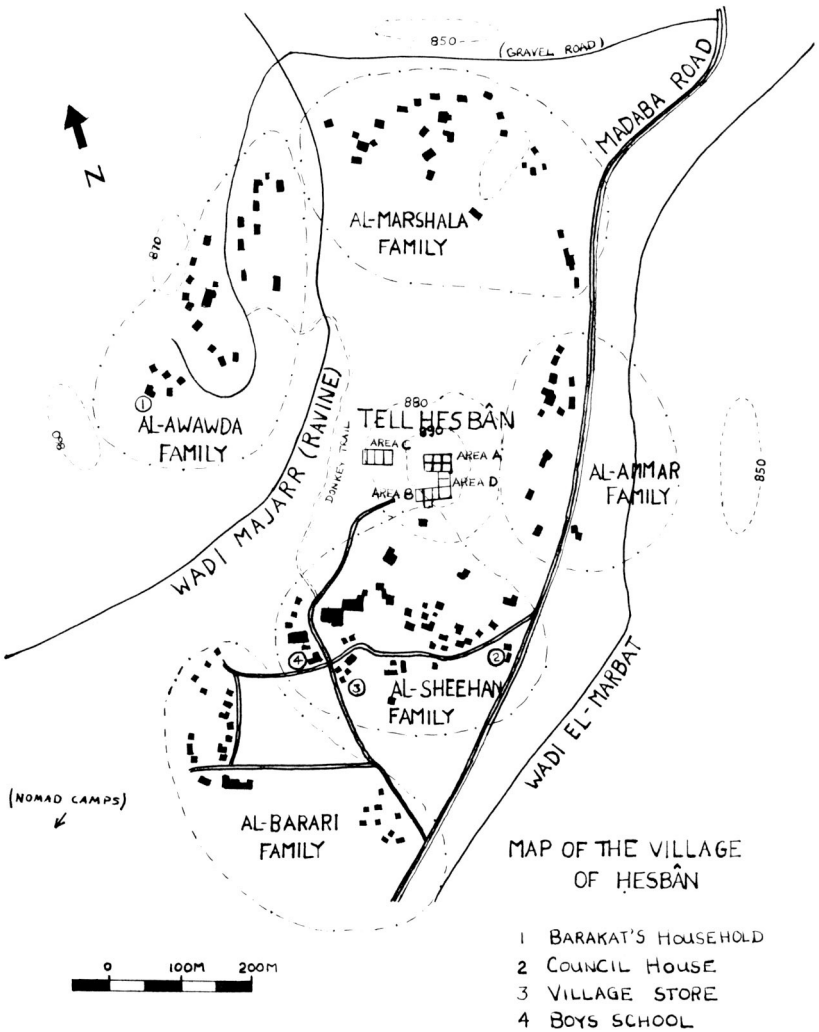 850
(GRAVEL ROAD)
MADABA ROAD
N
AL-MARSHALA
FAMILY
870
880
TELL HESBÂN
890
AREA C
AREA A
AREA D
AREA B
DONKEY TRAIL
WADI MAJARR (RAVINE)
1
AL-AWAWDA
FAMILY
AL-AMMAR
FAMILY
850
4
3
2
AL-SHEEHAN
FAMILY
WADI EL-MARBAT
(NOMAD CAMPS)
AL-BARARI
FAMILY
MAP OF THE VILLAGE
OF ḤESBÂN
1 BARAKAT'S HOUSEHOLD
2 COUNCIL HOUSE
3 VILLAGE STORE
4 BOYS SCHOOL
0 100M 200M